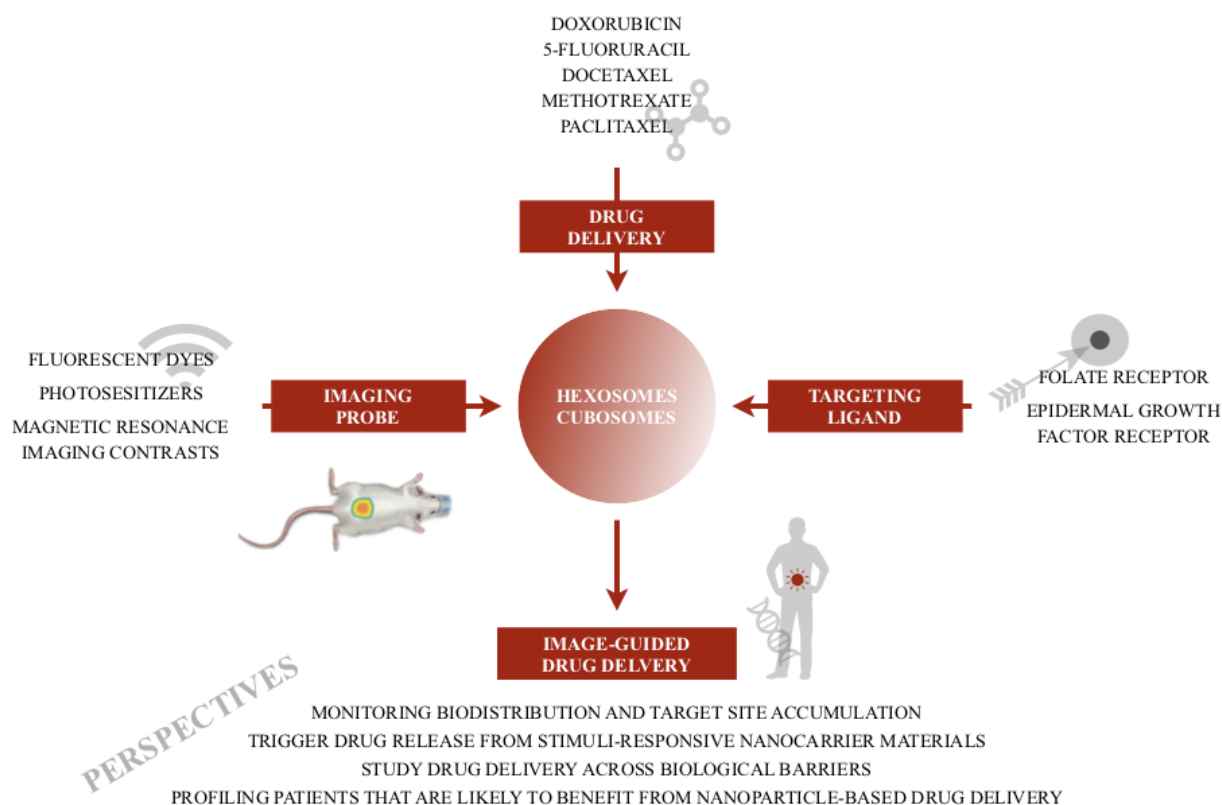 DOXORUBICIN
5-FLUORURACIL
DOCETAXEL
METHOTREXATE
PACLITAXEL
DRUG
DELIVERY
FLUORESCENT DYES
PHOTOSESITIZERS
MAGNETIC RESONANCE
IMAGING CONTRASTS
IMAGING
PROBE
HEXOSOMES
CUBOSOMES
TARGETING
LIGAND
FOLATE RECEPTOR
EPIDERMAL GROWTH
FACTOR RECEPTOR
IMAGE-GUIDED
DRUG DELVERY
PERSPECTIVES
MONITORING BIODISTRIBUTION AND TARGET SITE ACCUMULATION
TRIGGER DRUG RELEASE FROM STIMULI-RESPONSIVE NANOCARRIER MATERIALS
STUDY DRUG DELIVERY ACROSS BIOLOGICAL BARRIERS
PROFILING PATIENTS THAT ARE LIKELY TO BENEFIT FROM NANOPARTICLE-BASED DRUG DELIVERY